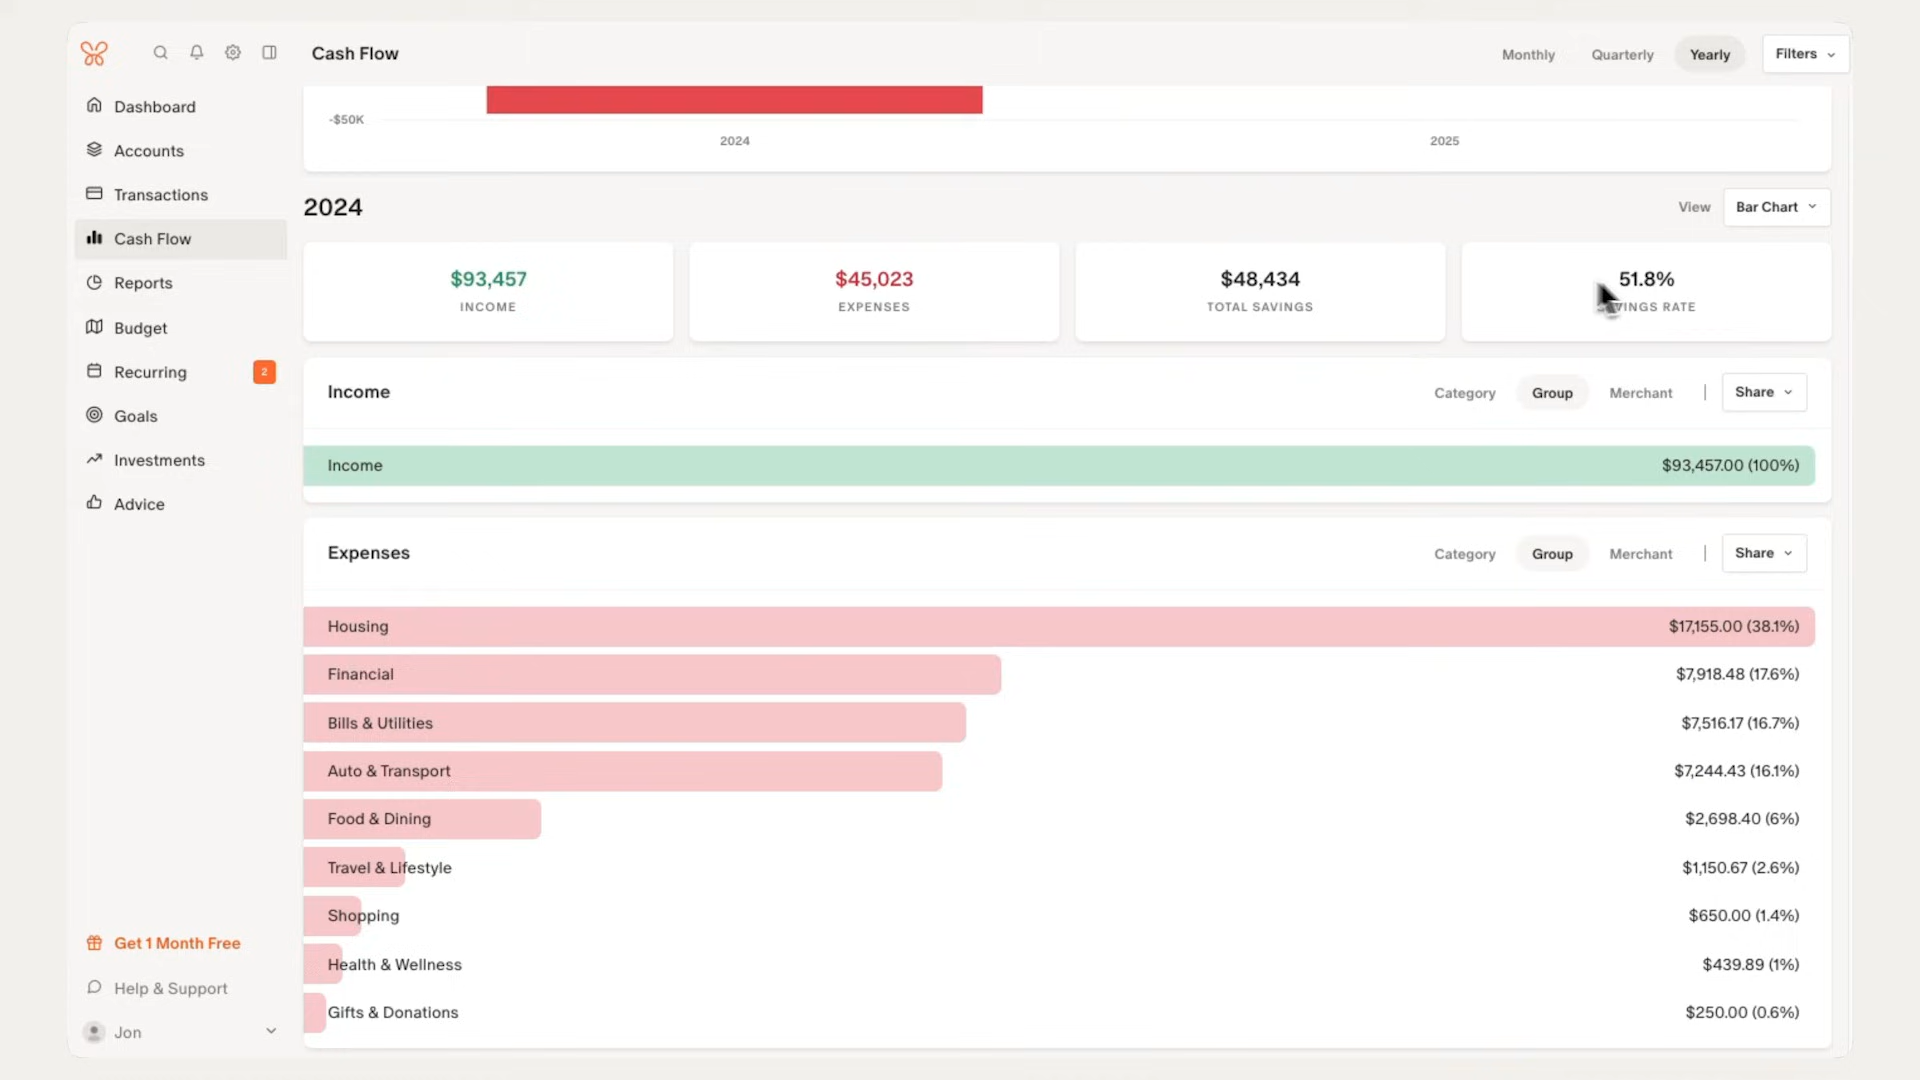 Cash Flow
Monthly Quarterly Yearly Filters
Dashboard
Accounts
Transactions
Cash Flow
Reports
Budget
Recurring 2
Goals
Investments
Advice
Get 1 Month Free
Help & Support
Jon
-$50K
2024 2025
2024
View Bar Chart
$93,457
INCOME
$45,023
EXPENSES
$48,434
TOTAL SAVINGS
51.8%
RATE
Income
Category Group Merchant | Share
Income $93,457.00 (100%)
Expenses
Category Group Merchant | Share
Housing $17,155.00 (38.1%)
Financial $7,918.48 (17.6%)
Bills & Utilities $7,516.17 (16.7%)
Auto & Transport $7,244.43 (16.1%)
Food & Dining $2,698.40 (6%)
Travel & Lifestyle $1,150.67 (2.6%)
Shopping $650.00 (1.4%)
Health & Wellness $439.89 (1%)
Gifts & Donations $250.00 (0.6%)